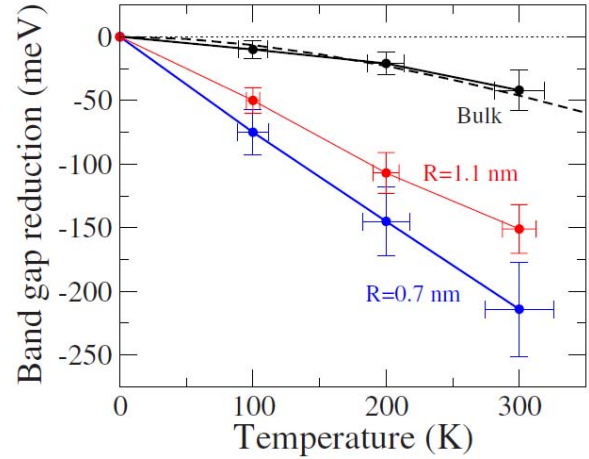 Band gap reduction (meV)
0
-50
-100
-150
-200
-250
Bulk
R=1.1 nm
R=0.7 nm
0 100 200 300
Temperature (K)